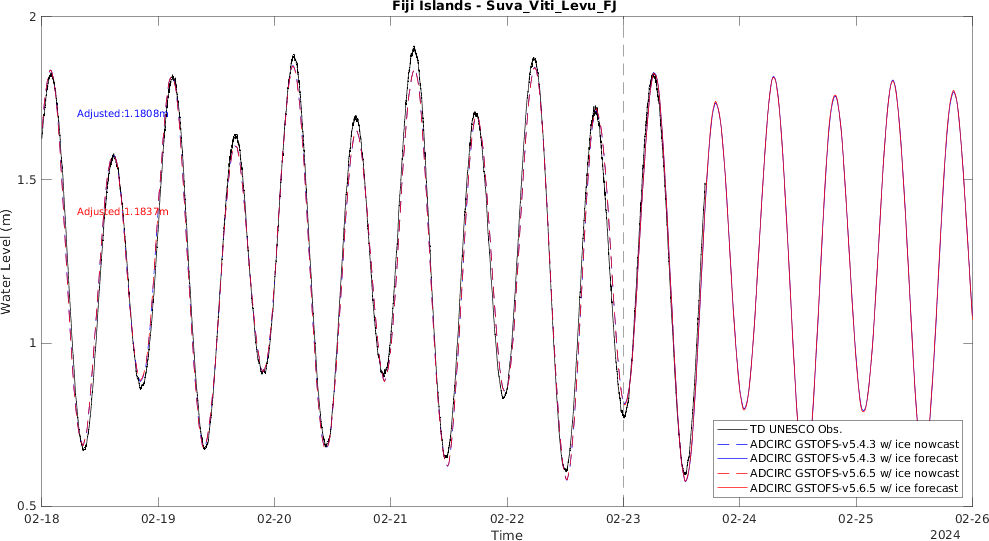 Fiji Islands - Suva_Viti_Levu_FJ
2
Adjusted:1.1808m
1.5
Adjusted:1.1837m
Water Level (m)
1
TD UNESCO Obs.
ADCIRC GSTOFS-v5.4.3 w/ ice nowcast
ADCIRC GSTOFS-v5.4.3 w/ ice forecast
ADCIRC GSTOFS-v5.6.5 w/ ice nowcast
ADCIRC GSTOFS-v5.6.5 w/ ice forecast
0.5
02-18 02-19 02-20 02-21 02-22 02-23 02-24 02-25 02-26
Time
2024